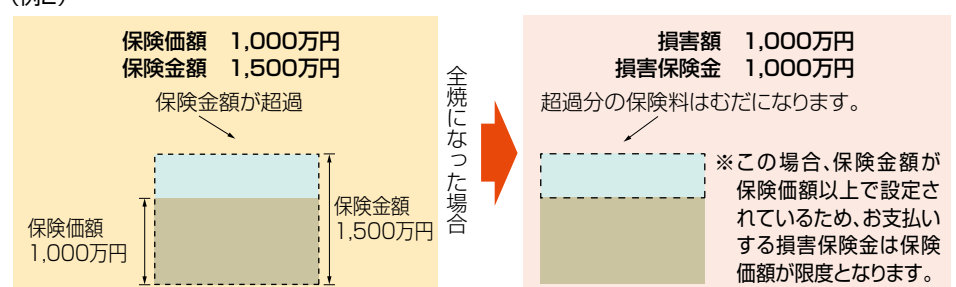 保険価額 1,000万円
保険金額 1,500万円
保険金額が超過
保険価額
1,000万円
保険金額
1,500万円
全焼になった場合
損害額 1,000万円
損害保険金 1,000万円
超過分の保険料はむだになります。
※この場合、保険金額が
保険価額以上で設定さ
れているため、お支払い
する損害保険金は保険
価額が限度となります。